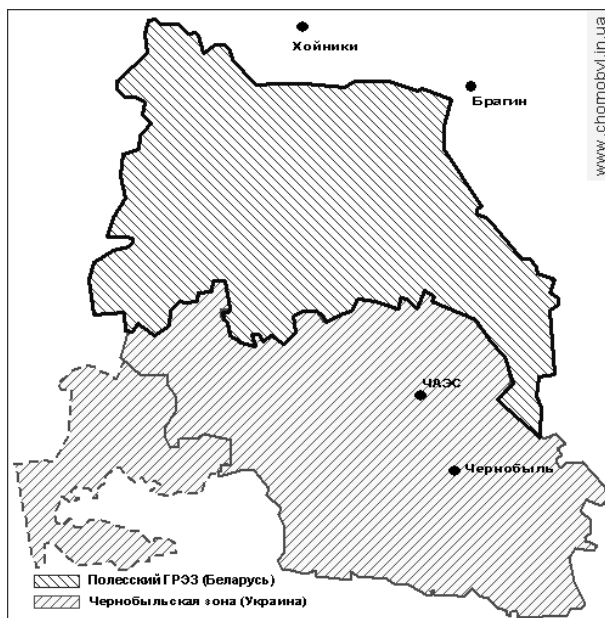 Хойники
Брагин
www.chornobyl.in.ua
ЧАЭС
Чернобыль
Полесский ГРЭЗ (Беларусь)
Чернобыльская зона (Украина)